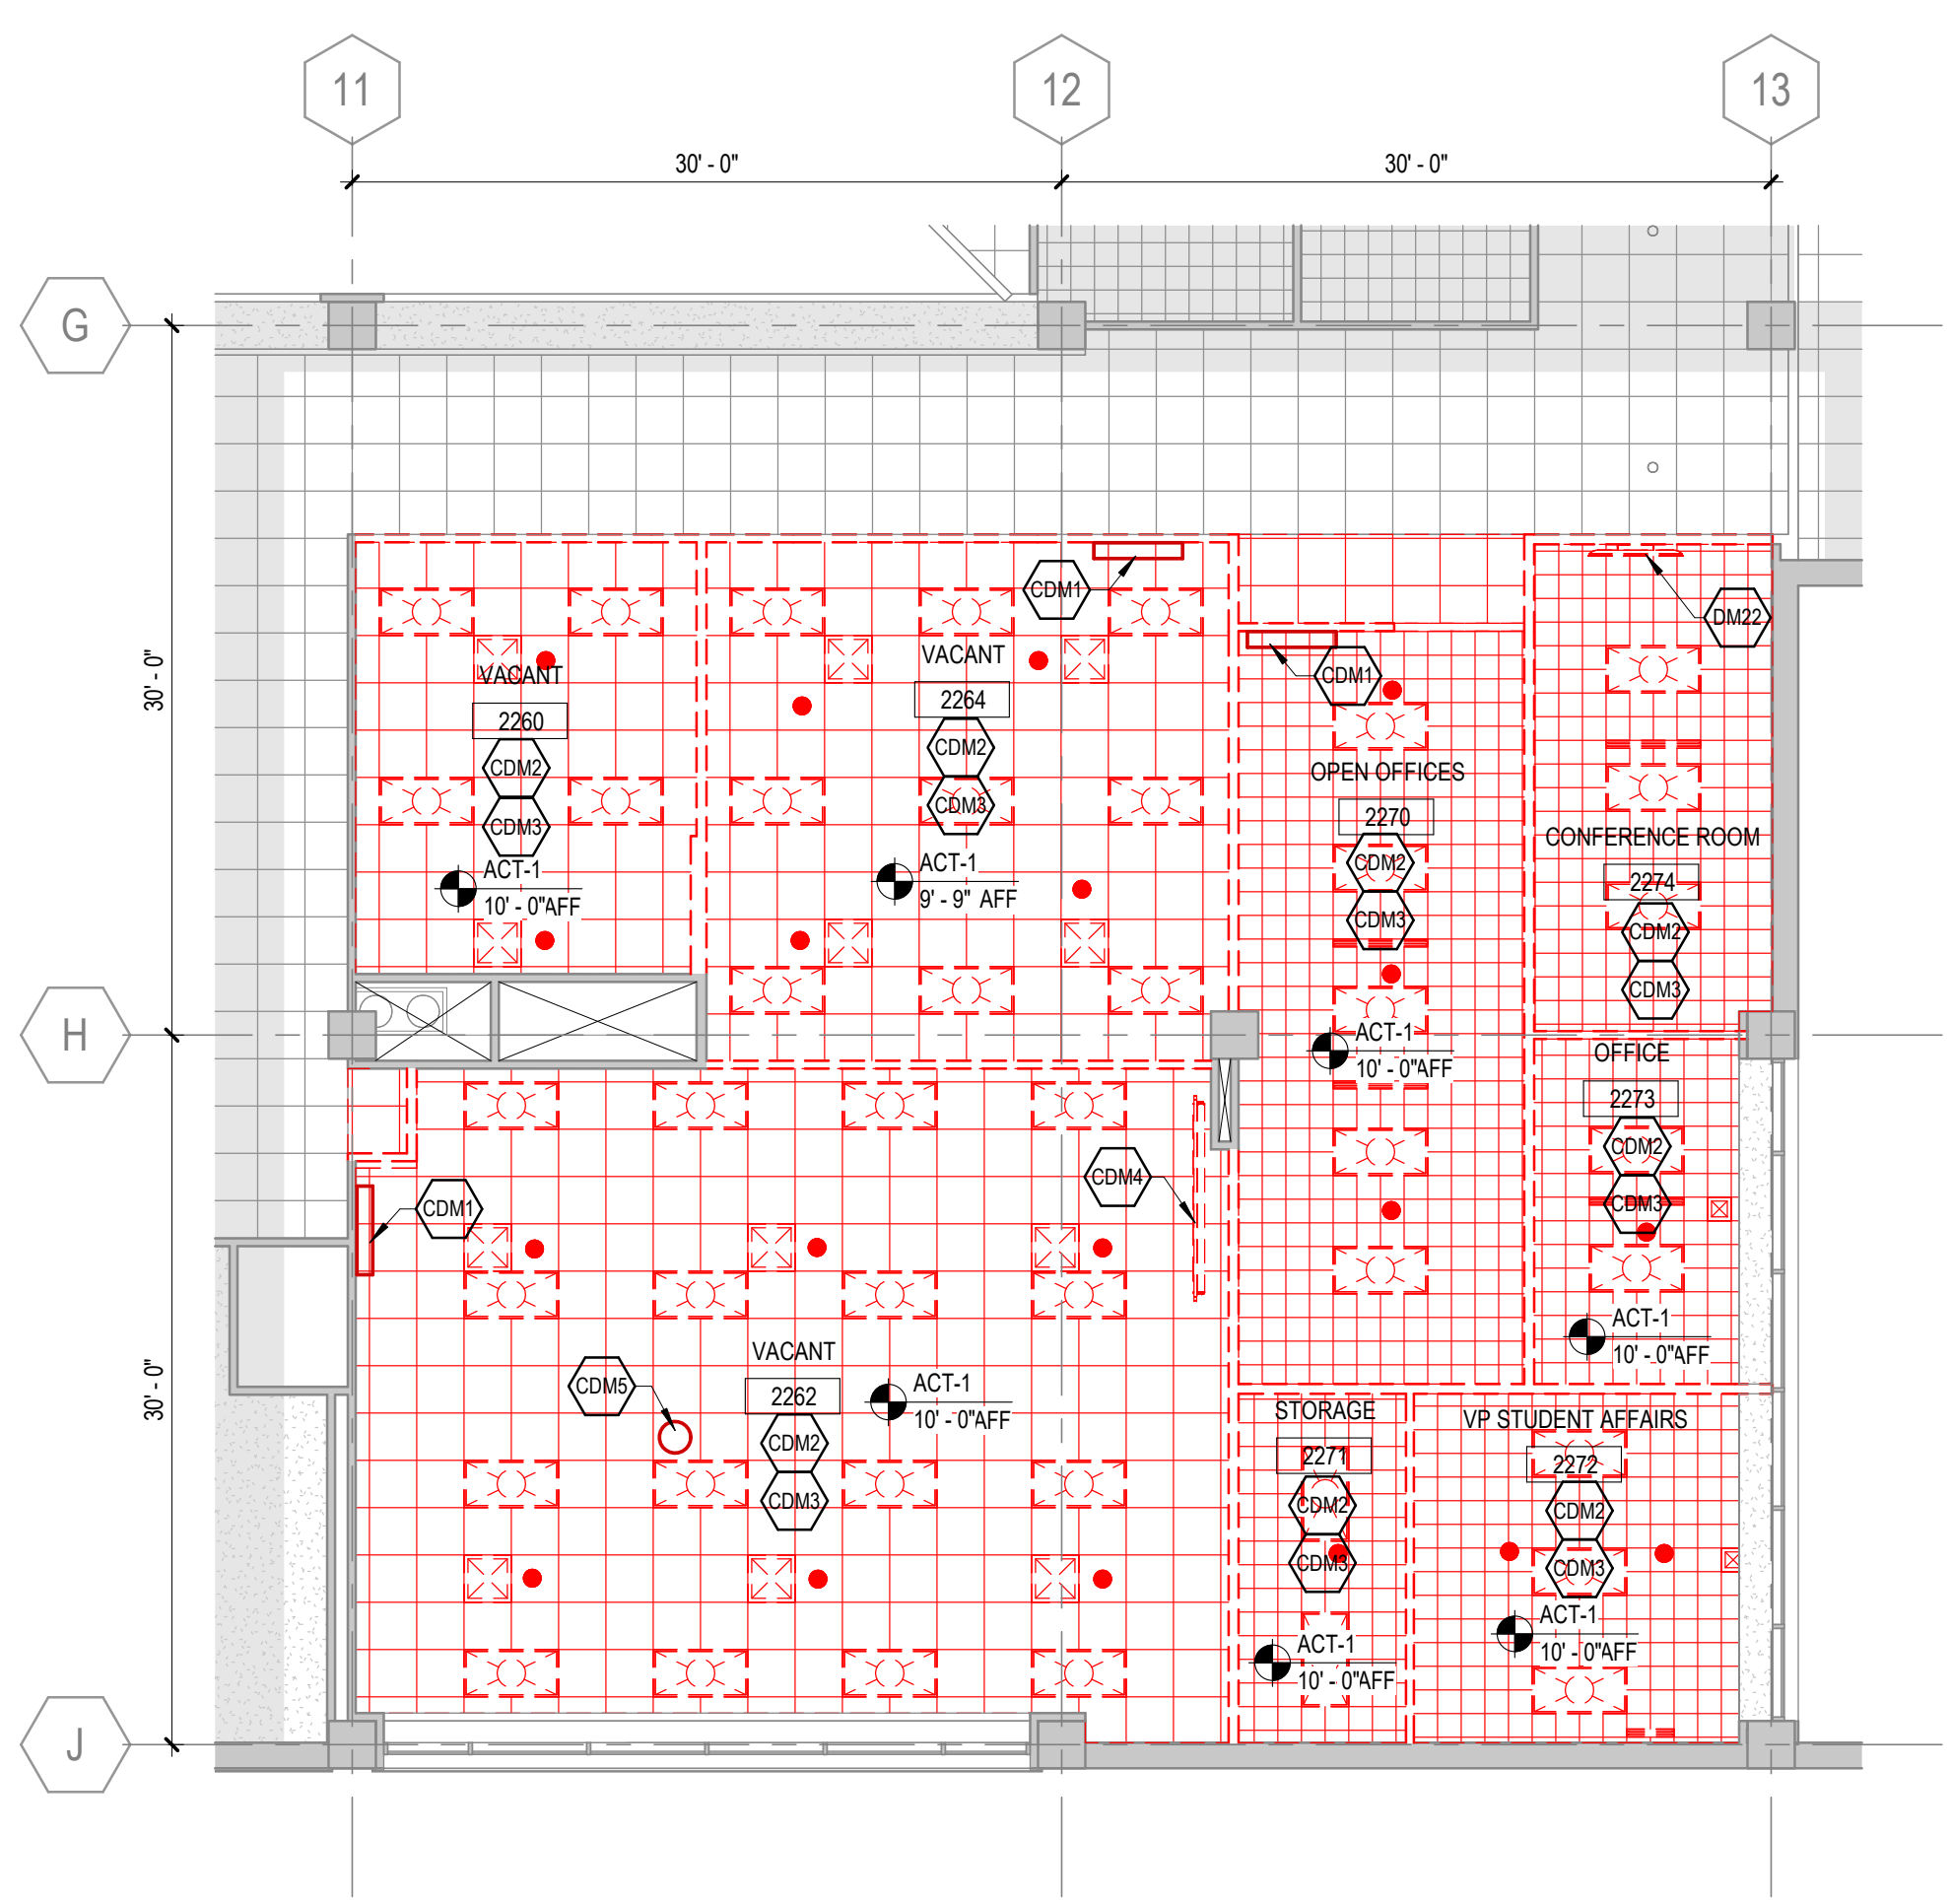 11
12
13
30' - 0"
30' - 0"
G
30' - 0"
H
30' - 0"
J
VACANT
2260
CDM2
CDM3
ACT-1
10' - 0" AFF
CDM1
VACANT
2264
CDM2
CDM3
ACT-1
9' - 9" AFF
CDM1
OPEN OFFICES
2270
CDM2
CDM3
ACT-1
10' - 0" AFF
DM22
CONFERENCE ROOM
2274
CDM2
CDM3
OFFICE
2273
CDM2
CDM3
ACT-1
10' - 0" AFF
CDM1
CDM4
CDM5
VACANT
2262
CDM2
CDM3
ACT-1
10' - 0" AFF
STORAGE
2271
CDM2
CDM3
ACT-1
10' - 0" AFF
VP STUDENT AFFAIRS
2272
CDM2
CDM3
ACT-1
10' - 0" AFF